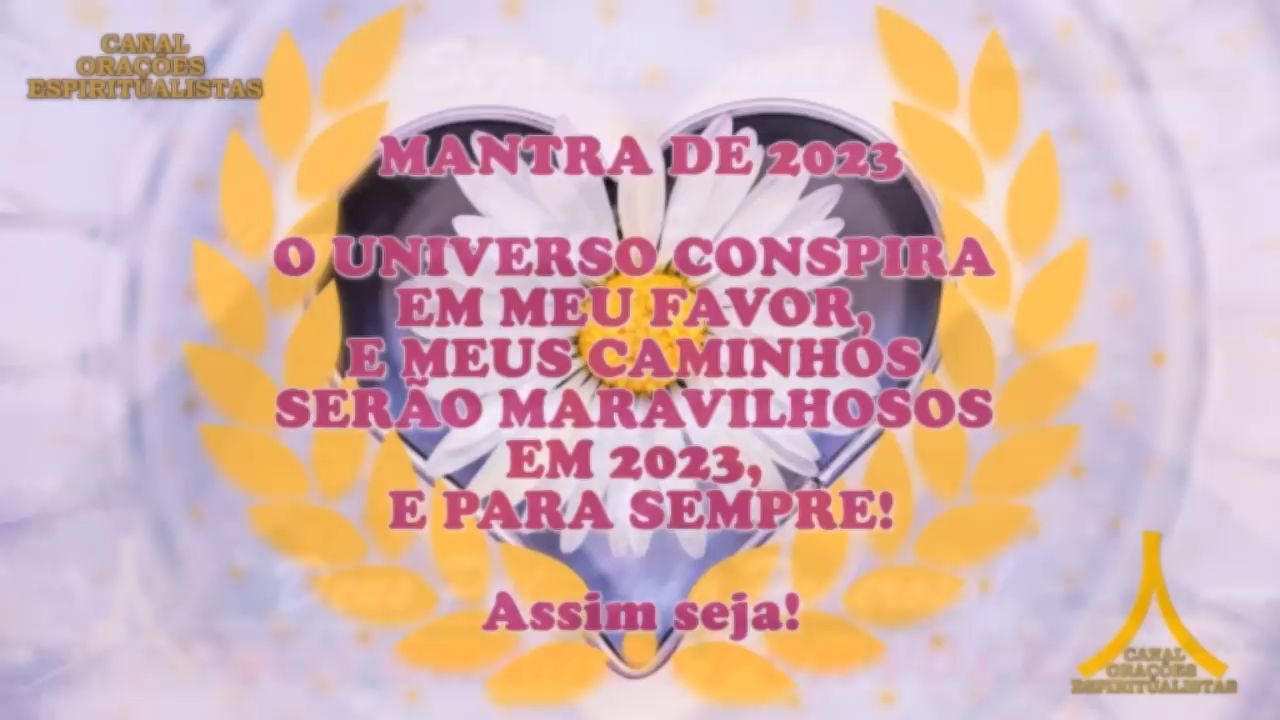 CANAL
ORAÇÕES
ESPIRITUALISTAS
MANTRA DE 2023
O UNIVERSO CONSPIRA
EM MEU FAVOR,
E MEUS CAMINHOS
SERÃO MARAVILHOSOS
EM 2023,
E PARA SEMPRE!
Assim seja!
CANAL
ORAÇÕES
ESPIRITUALISTAS